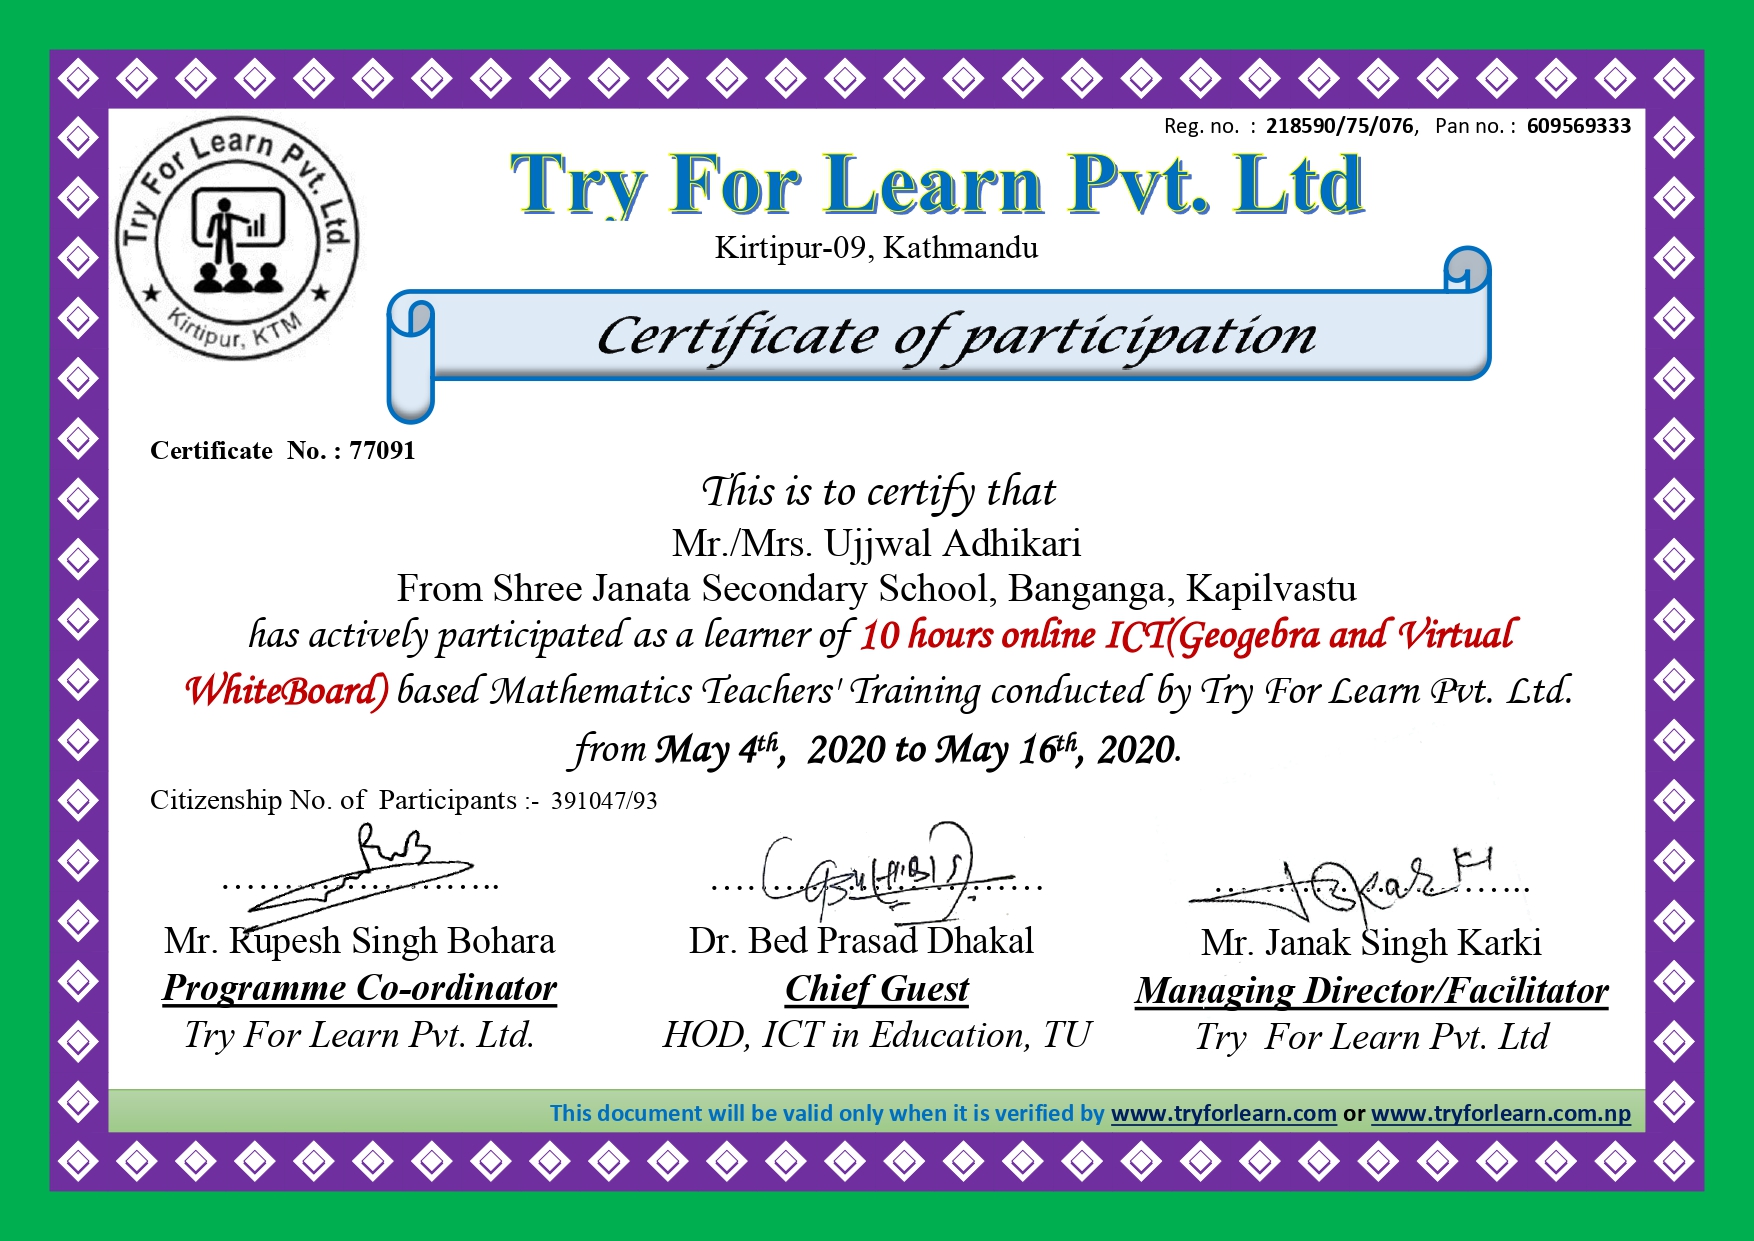 Reg. no. : 218590/75/076, Pan no. : 609569333
Try For Learn Pvt. Ltd.
Kirtipur, KTM
Try For Learn Pvt. Ltd
Kirtipur-09, Kathmandu
Certificate of participation
Certificate No. : 77091
This is to certify that
Mr./Mrs. Ujjwal Adhikari
From Shree Janata Secondary School, Banganga, Kapilvastu
has actively participated as a learner of 10 hours online ICT(Geogebra and Virtual
WhiteBoard) based Mathematics Teachers' Training conducted by Try For Learn Pvt. Ltd.
from May 4th, 2020 to May 16th, 2020.
Citizenship No. of Participants :- 391047/93
Mr. Rupesh Singh Bohara
Programme Co-ordinator
Try For Learn Pvt. Ltd.
Dr. Bed Prasad Dhakal
Chief Guest
HOD, ICT in Education, TU
Mr. Janak Singh Karki
Managing Director/Facilitator
Try For Learn Pvt. Ltd
This document will be valid only when it is verified by www.tryforlearn.com or www.tryforlearn.com.np